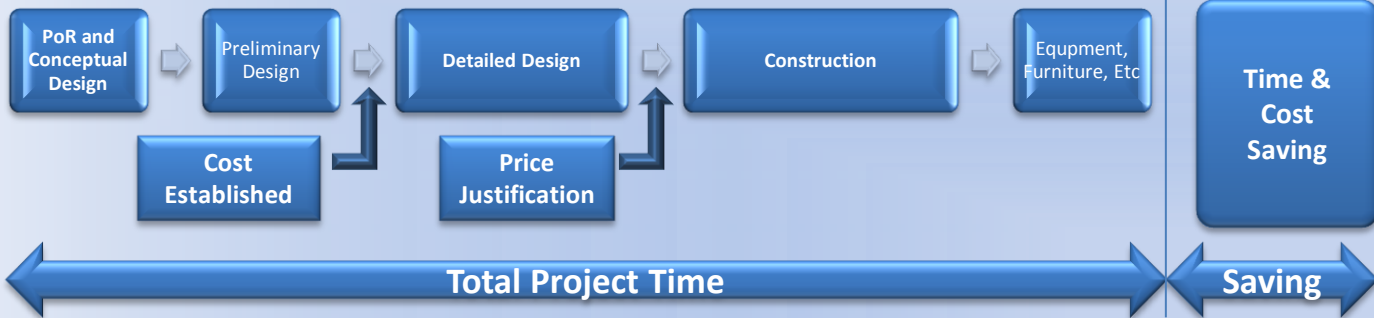 PoR and
Conceptual
Design
Preliminary
Design
Detailed Design
Construction
Equpment,
Furniture, Etc
Time &
Cost
Saving
Cost
Established
Price
Justification
Total Project Time
Saving